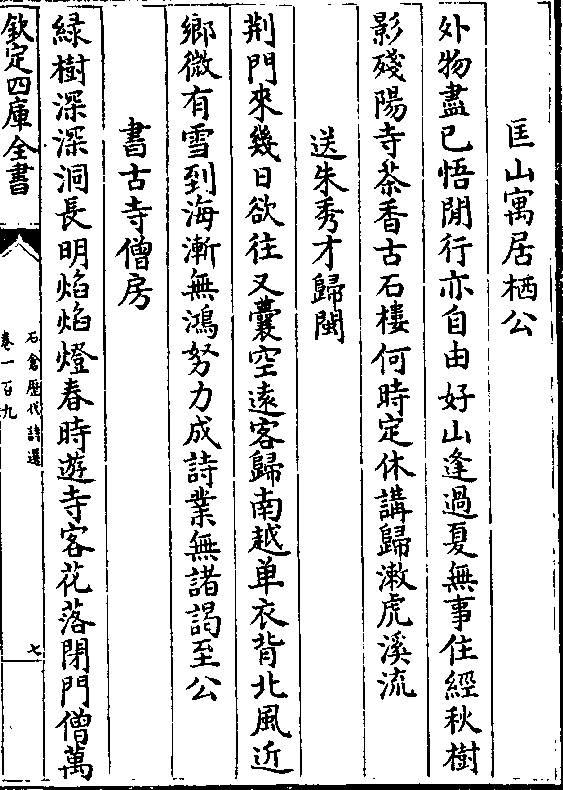 匡山寓居栖公
外物盡已悟閒行亦自由好山逢過夏無事住經秋樹
影殘陽寺茶香古石樓何時定休講歸漱虎溪流
送朱秀才歸閩
荆門來幾日欲往又囊空遠客歸南越单衣背北風近
鄉微有雪到海漸無鴻努力成詩業無諸謁至公
書古寺僧房
緑樹深深洞長明焰焰燈春時遊寺客花落閉門僧萬
欽定四庫全書
石倉歴代詩選
卷一百九
七